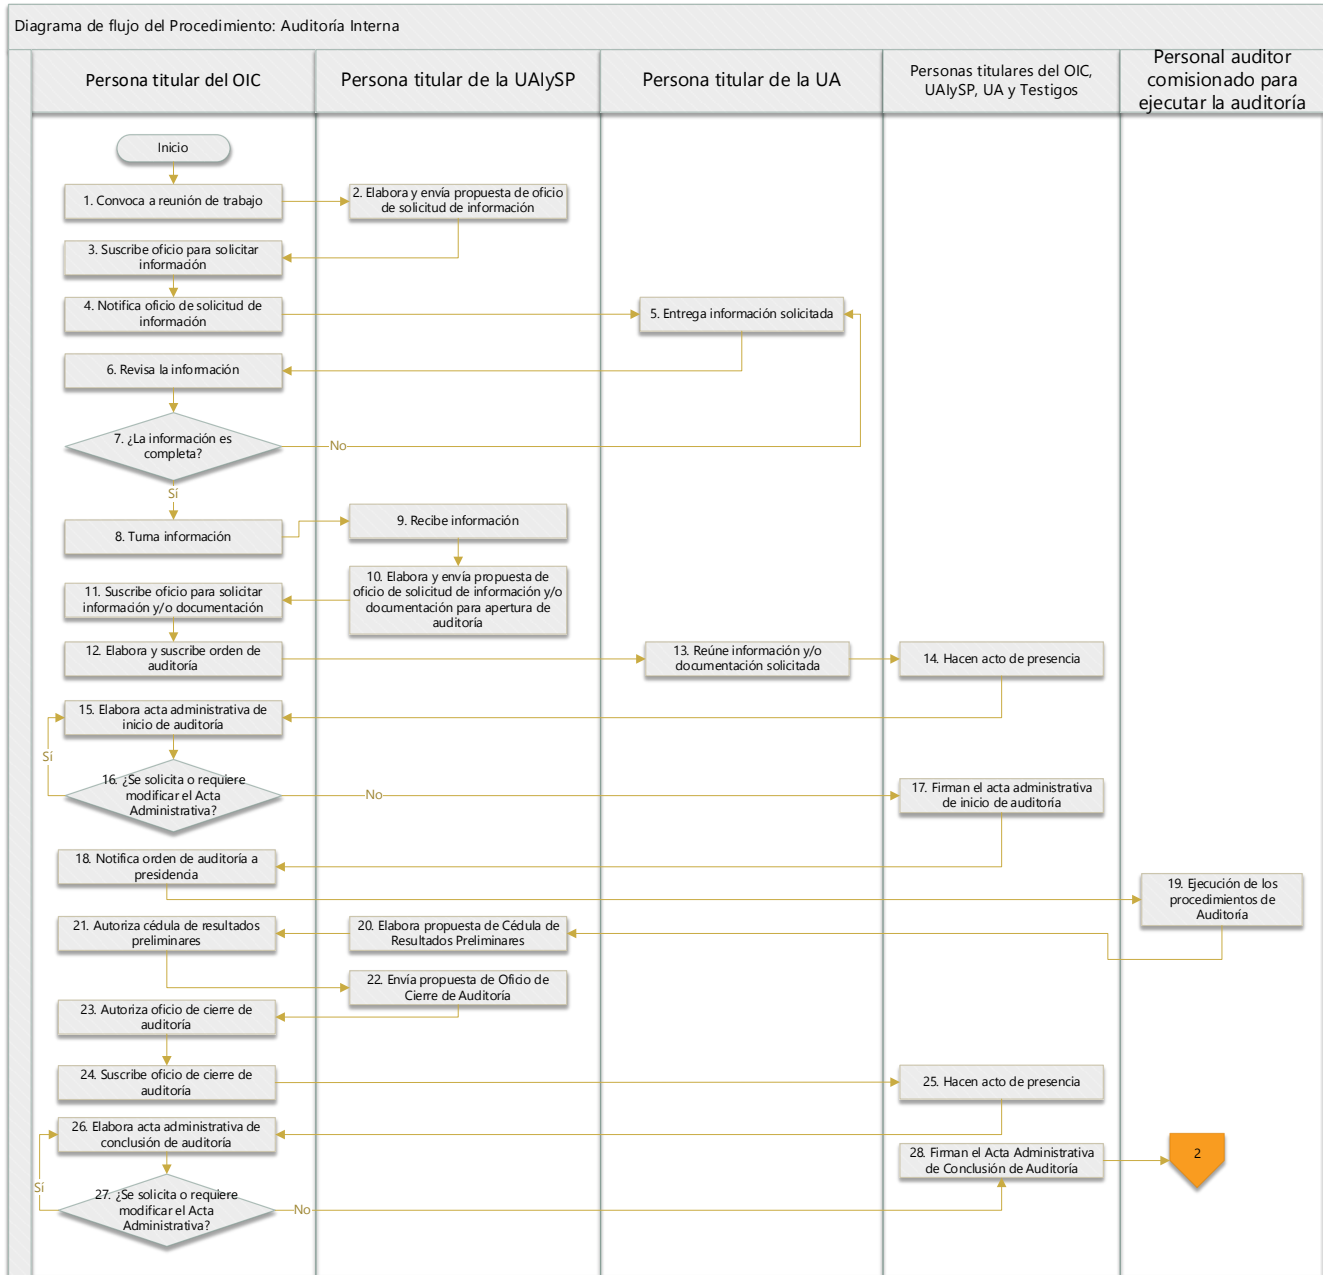 Diagrama de flujo del Procedimiento: Auditoría Interna
Persona titular del OIC
Persona titular de la UAIySP
Persona titular de la UA
Personas titulares del OIC,
UAIySP, UA y Testigos
Personal auditor
comisionado para
ejecutar la auditoría
Inicio
1. Convoca a reunión de trabajo
2. Elabora y envía propuesta de oficio
de solicitud de información
3. Suscribe oficio para solicitar
información
4. Notifica oficio de solicitud de
información
5. Entrega información solicitada
6. Revisa la información
7. ¿La información es
completa?
No
Sí
8. Turna información
9. Recibe información
10. Elabora y envía propuesta de
oficio de solicitud de información y/o
documentación para apertura de
auditoría
11. Suscribe oficio para solicitar
información y/o documentación
12. Elabora y suscribe orden de
auditoría
13. Reúne información y/o
documentación solicitada
14. Hacen acto de presencia
15. Elabora acta administrativa de
inicio de auditoría
Sí
16. ¿Se solicita o requiere
modificar el Acta
Administrativa?
No
17. Firman el acta administrativa
de inicio de auditoría
18. Notifica orden de auditoría a
presidencia
19. Ejecución de los
procedimientos de
Auditoría
20. Elabora propuesta de Cédula de
Resultados Preliminares
21. Autoriza cédula de resultados
preliminares
22. Envía propuesta de Oficio de
Cierre de Auditoría
23. Autoriza oficio de cierre de
auditoría
24. Suscribe oficio de cierre de
auditoría
25. Hacen acto de presencia
26. Elabora acta administrativa de
conclusión de auditoría
Sí
27. ¿Se solicita o requiere
modificar el Acta
Administrativa?
No
28. Firman el Acta Administrativa
de Conclusión de Auditoría
2